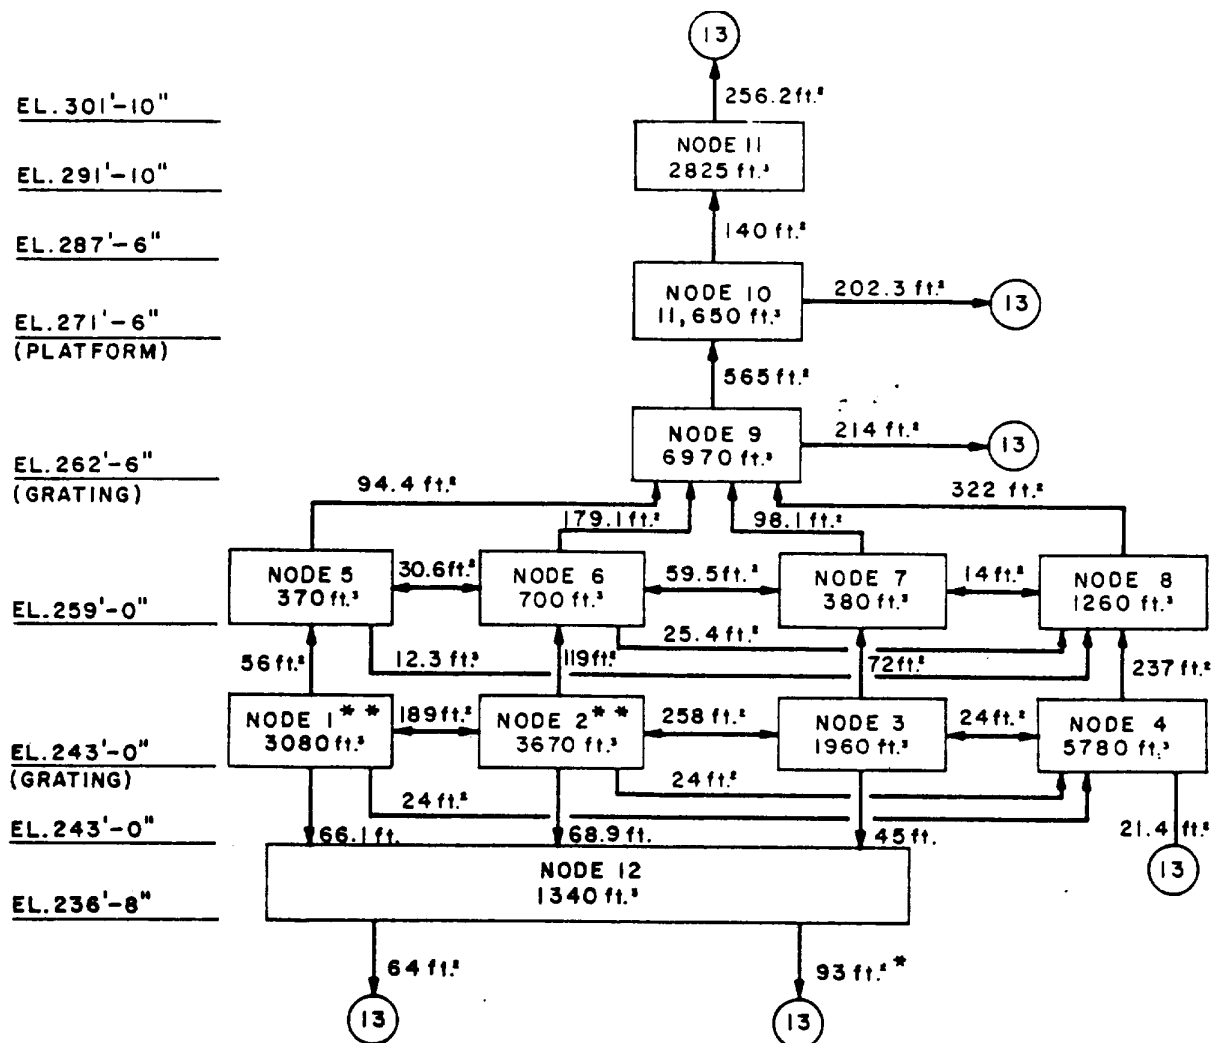 13
256.2 ft.²
EL. 301'-10"
NODE 11
2825 ft.³
EL. 291'-10"
140 ft.²
EL. 287'-6"
NODE 10
11,650 ft.³
202.3 ft.²
13
EL. 271'-6"
(PLATFORM)
565 ft.²
NODE 9
6970 ft.³
214 ft.²
13
EL. 262'-6"
(GRATING)
94.4 ft.²
179.1 ft.²
98.1 ft.²
322 ft.²
NODE 5
370 ft.³
30.6 ft.²
NODE 6
700 ft.³
59.5 ft.²
NODE 7
380 ft.³
14 ft.²
NODE 8
1260 ft.³
EL. 259'-0"
25.4 ft.²
56 ft.²
12.3 ft.²
119 ft.²
72 ft.²
237 ft.²
NODE 1**
3080 ft.³
189 ft.²
NODE 2**
3670 ft.³
258 ft.²
NODE 3
1960 ft.³
24 ft.²
NODE 4
5780 ft.³
EL. 243'-0"
(GRATING)
24 ft.²
24 ft.²
EL. 243'-0"
66.1 ft.
68.9 ft.
45 ft.
21.4 ft.²
NODE 12
1340 ft.³
13
EL. 236'-8"
64 ft.²
93 ft.²*
13
13